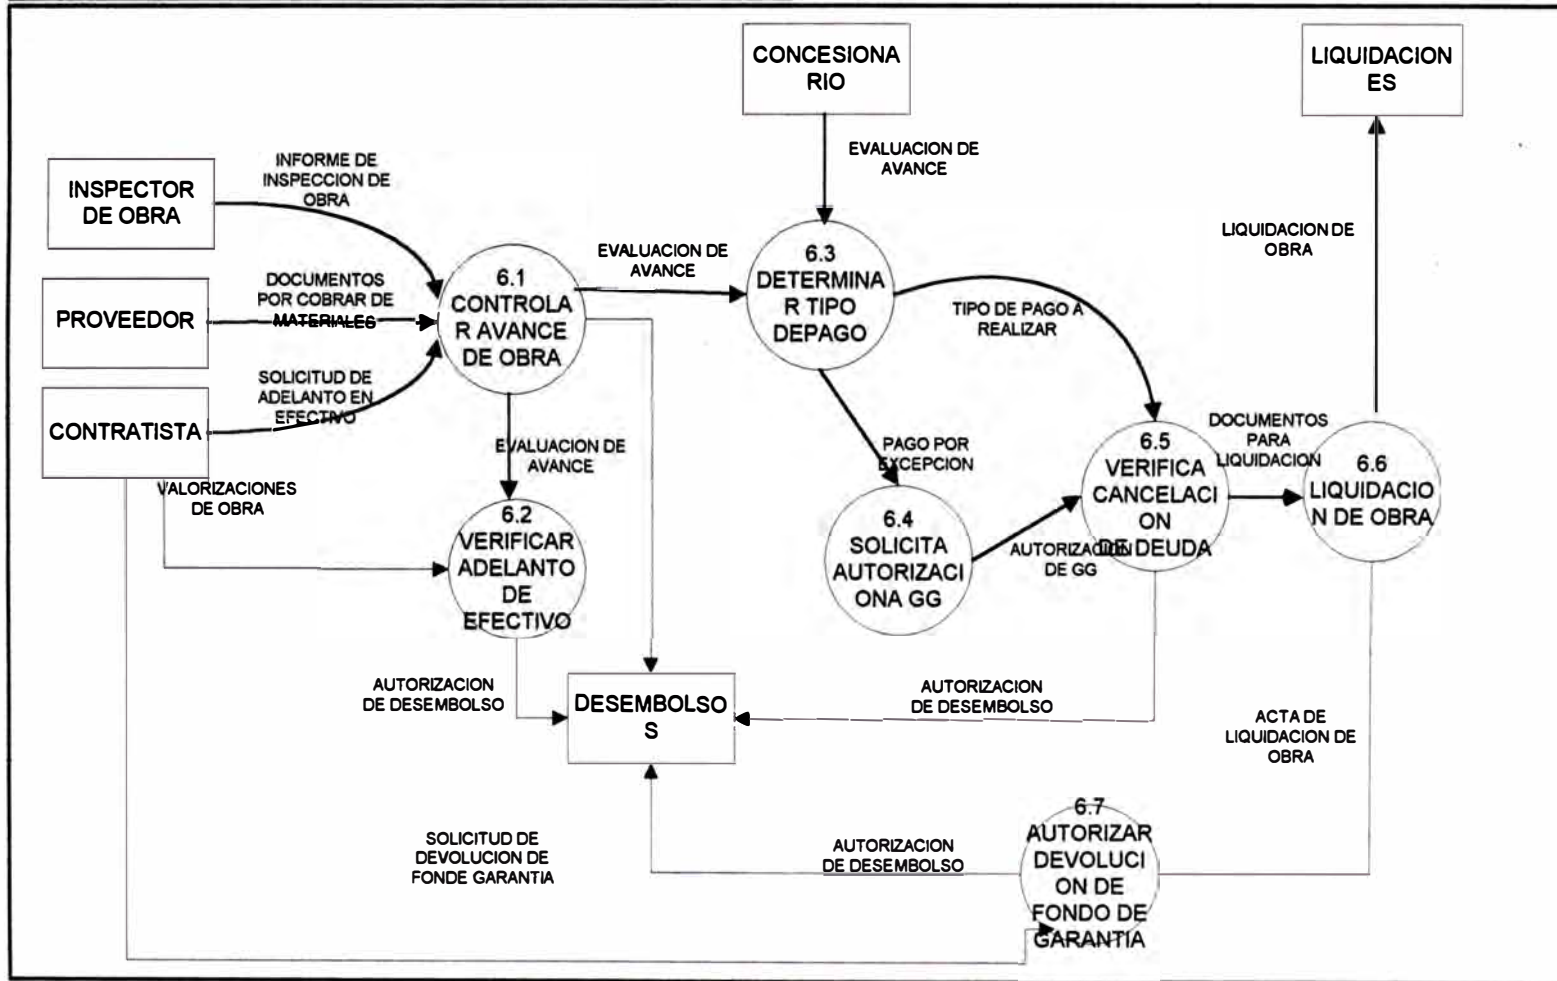 CONCESIONA
RIO
LIQUIDACION
ES
EVALUACION DE
AVANCE
INFORME DE
INSPECCION DE
OBRA
INSPECTOR
DE OBRA
LIQUIDACION DE
OBRA
EVALUACION DE
AVANCE
6.3
DETERMINA
R TIPO
DEPAGO
6.1
CONTROLA
R AVANCE
DE OBRA
DOCUMENTOS
POR COBRAR DE
MATERIALES
PROVEEDOR
TIPO DE PAGO A
REALIZAR
SOLICITUD DE
ADELANTO EN
EFECTIVO
CONTRATISTA
EVALUACION DE
AVANCE
PAGO POR
EXCEPCION
6.5
VERIFICA
CANCELACI
ON
DE DEUDA
DOCUMENTOS
PARA
LIQUIDACION
6.6
LIQUIDACIO
N DE OBRA
VALORIZACIONES
DE OBRA
6.2
VERIFICAR
ADELANTO
DE
EFECTIVO
6.4
SOLICITA
AUTORIZACI
ONA GG
AUTORIZACION
DE GG
AUTORIZACION
DE DESEMBOLSO
DESEMBOLSO
S
AUTORIZACION
DE DESEMBOLSO
ACTA DE
LIQUIDACION DE
OBRA
SOLICITUD DE
DEVOLUCION DE
FONDE GARANTIA
AUTORIZACION
DE DESEMBOLSO
6.7
AUTORIZAR
DEVOLUCI
ON DE
FONDO DE
GARANTIA